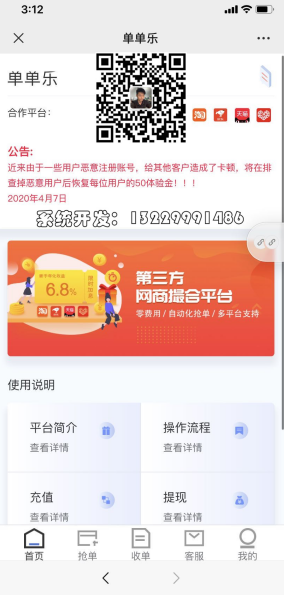 3:12
单单乐
单单乐
合作平台：
公告:
近来由于一些用户恶意注册账号，给其他客户造成了卡顿，将在排
查掉恶意用户后恢复每位用户的50体验金！！！
2020年4月7日
系统开发：13229991486
6.8%
第三方
网商撮合平台
零费用 / 自动化抢单 / 多平台支持
使用说明
平台简介
查看详情
操作流程
查看详情
充值
查看详情
提现
查看详情
首页
抢单
收单
客服
我的